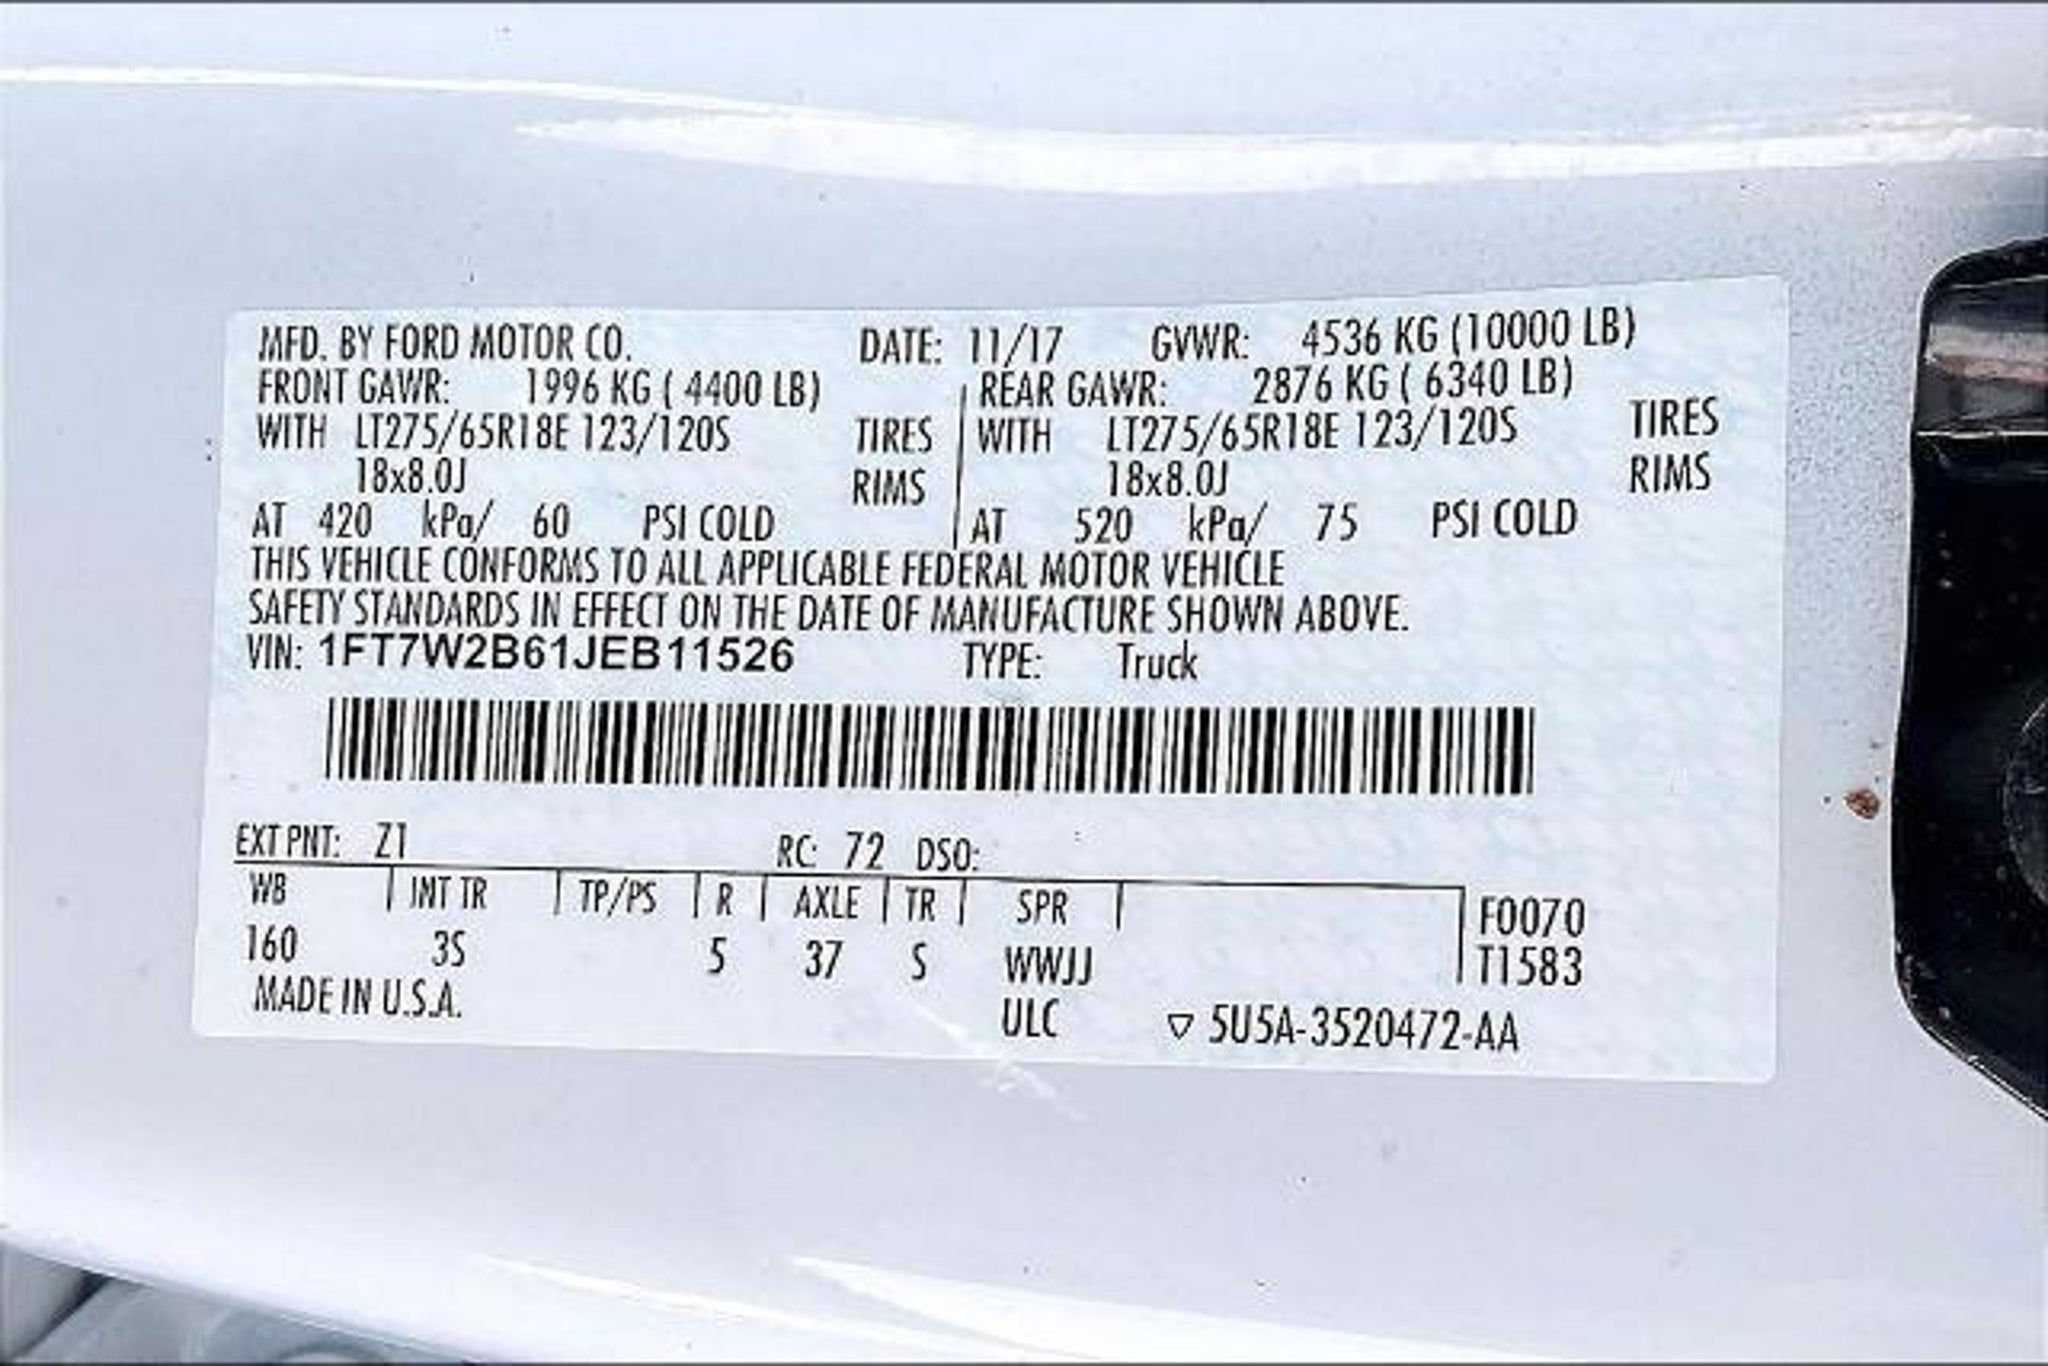 MFD. BY FORD MOTOR CO. DATE: 11/17 GVWR: 4536 KG (10000 LB)
FRONT GAWR: 1996 KG ( 4400 LB) REAR GAWR: 2876 KG ( 6340 LB)
WITH LT275/65R18E 123/120S TIRES WITH LT275/65R18E 123/120S TIRES
18x8.0J RIMS 18x8.0J RIMS
AT 420 kPa/ 60 PSI COLD AT 520 kPa/ 75 PSI COLD
THIS VEHICLE CONFORMS TO ALL APPLICABLE FEDERAL MOTOR VEHICLE
SAFETY STANDARDS IN EFFECT ON THE DATE OF MANUFACTURE SHOWN ABOVE.
VIN: 1FT7W2B61JEB11526 TYPE: Truck
EXT PNT: Z1 RC: 72 DSO:
WB INT TR TP/PS R AXLE TR SPR F0070
160 3S 5 37 S WWJJ T1583
MADE IN U.S.A. ULC ▽ 5U5A-3520472-AA